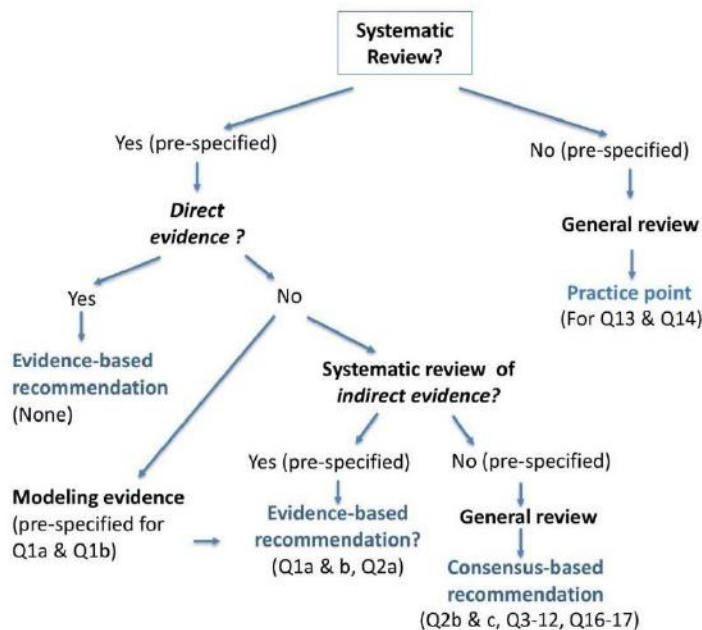 Systematic
Review?
Yes (pre-specified)
No (pre-specified)
Direct
evidence ?
General review
Yes
No
Practice point
(For Q13 & Q14)
Evidence-based
recommendation
(None)
Systematic review of
indirect evidence?
Yes (pre-specified)
No (pre-specified)
Modeling evidence
(pre-specified for
Q1a & Q1b)
Evidence-based
recommendation?
(Q1a & b, Q2a)
General review
Consensus-based
recommendation
(Q2b & c, Q3-12, Q16-17)